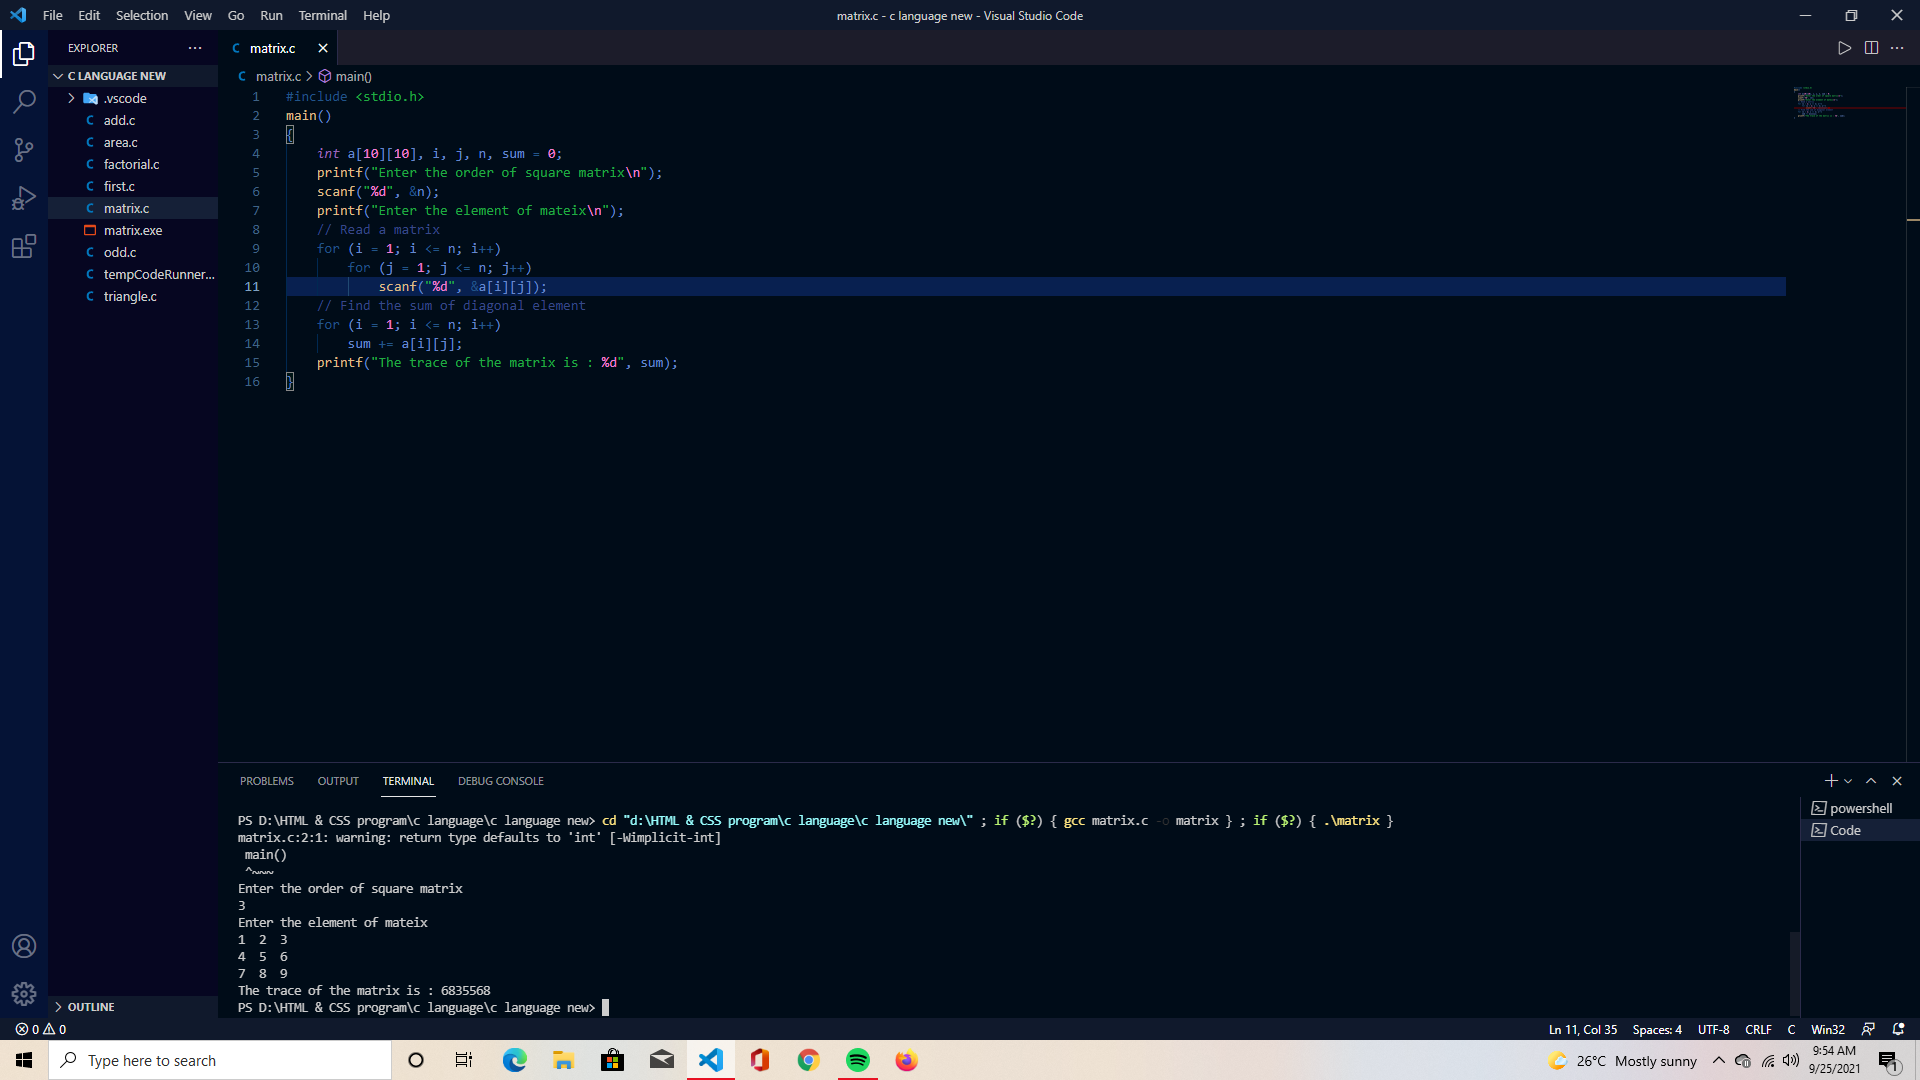 File Edit Selection View Go Run Terminal Help
matrix.c - c language new - Visual Studio Code
EXPLORER
C LANGUAGE NEW
.vscode
add.c
area.c
factorial.c
first.c
matrix.c
matrix.exe
odd.c
tempCodeRunner...
triangle.c
OUTLINE
matrix.c
matrix.c > main()
1 #include <stdio.h>
2 main()
3 {
4 int a[10][10], i, j, n, sum = 0;
5 printf("Enter the order of square matrix\n");
6 scanf("%d", &n);
7 printf("Enter the element of mateix\n");
8 // Read a matrix
9 for (i = 1; i <= n; i++)
10 for (j = 1; j <= n; j++)
11 scanf("%d", &a[i][j]);
12 // Find the sum of diagonal element
13 for (i = 1; i <= n; i++)
14 sum += a[i][j];
15 printf("The trace of the matrix is : %d", sum);
16 }
PROBLEMS OUTPUT TERMINAL DEBUG CONSOLE
PS D:\HTML & CSS program\c language\c language new> cd "d:\HTML & CSS program\c language\c language new\" ; if ($?) { gcc matrix.c -o matrix } ; if ($?) { .\matrix }
matrix.c:2:1: warning: return type defaults to 'int' [-Wimplicit-int]
main()
^~~~
Enter the order of square matrix
3
Enter the element of mateix
1 2 3
4 5 6
7 8 9
The trace of the matrix is : 6835568
PS D:\HTML & CSS program\c language\c language new>
powershell
Code
0 0
Ln 11, Col 35 Spaces: 4 UTF-8 CRLF C Win32
Type here to search
26°C Mostly sunny
9:54 AM
9/25/2021
1